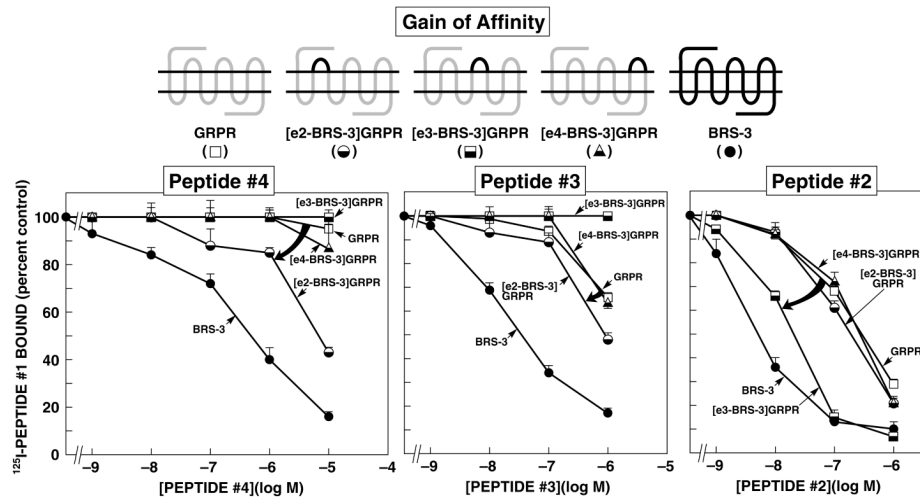 Gain of Affinity
GRPR [e2-BRS-3]GRPR [e3-BRS-3]GRPR [e4-BRS-3]GRPR BRS-3
(□) (◒) (⬓) (▲) (●)
Peptide #4 Peptide #3 Peptide #2
125I-PEPTIDE #1 BOUND (percent control)
100
80
60
40
20
0
[e3-BRS-3]GRPR
GRPR
[e4-BRS-3]GRPR
[e2-BRS-3]GRPR
BRS-3
–9 –8 –7 –6 –5 –4
[PEPTIDE #4](log M)
[e3-BRS-3]GRPR
[e4-BRS-3]GRPR
GRPR
[e2-BRS-3]
GRPR
BRS-3
–9 –8 –7 –6 –5
[PEPTIDE #3](log M)
[e4-BRS-3]GRPR
[e2-BRS-3]
GRPR
GRPR
BRS-3
[e3-BRS-3]GRPR
–9 –8 –7 –6
[PEPTIDE #2](log M)